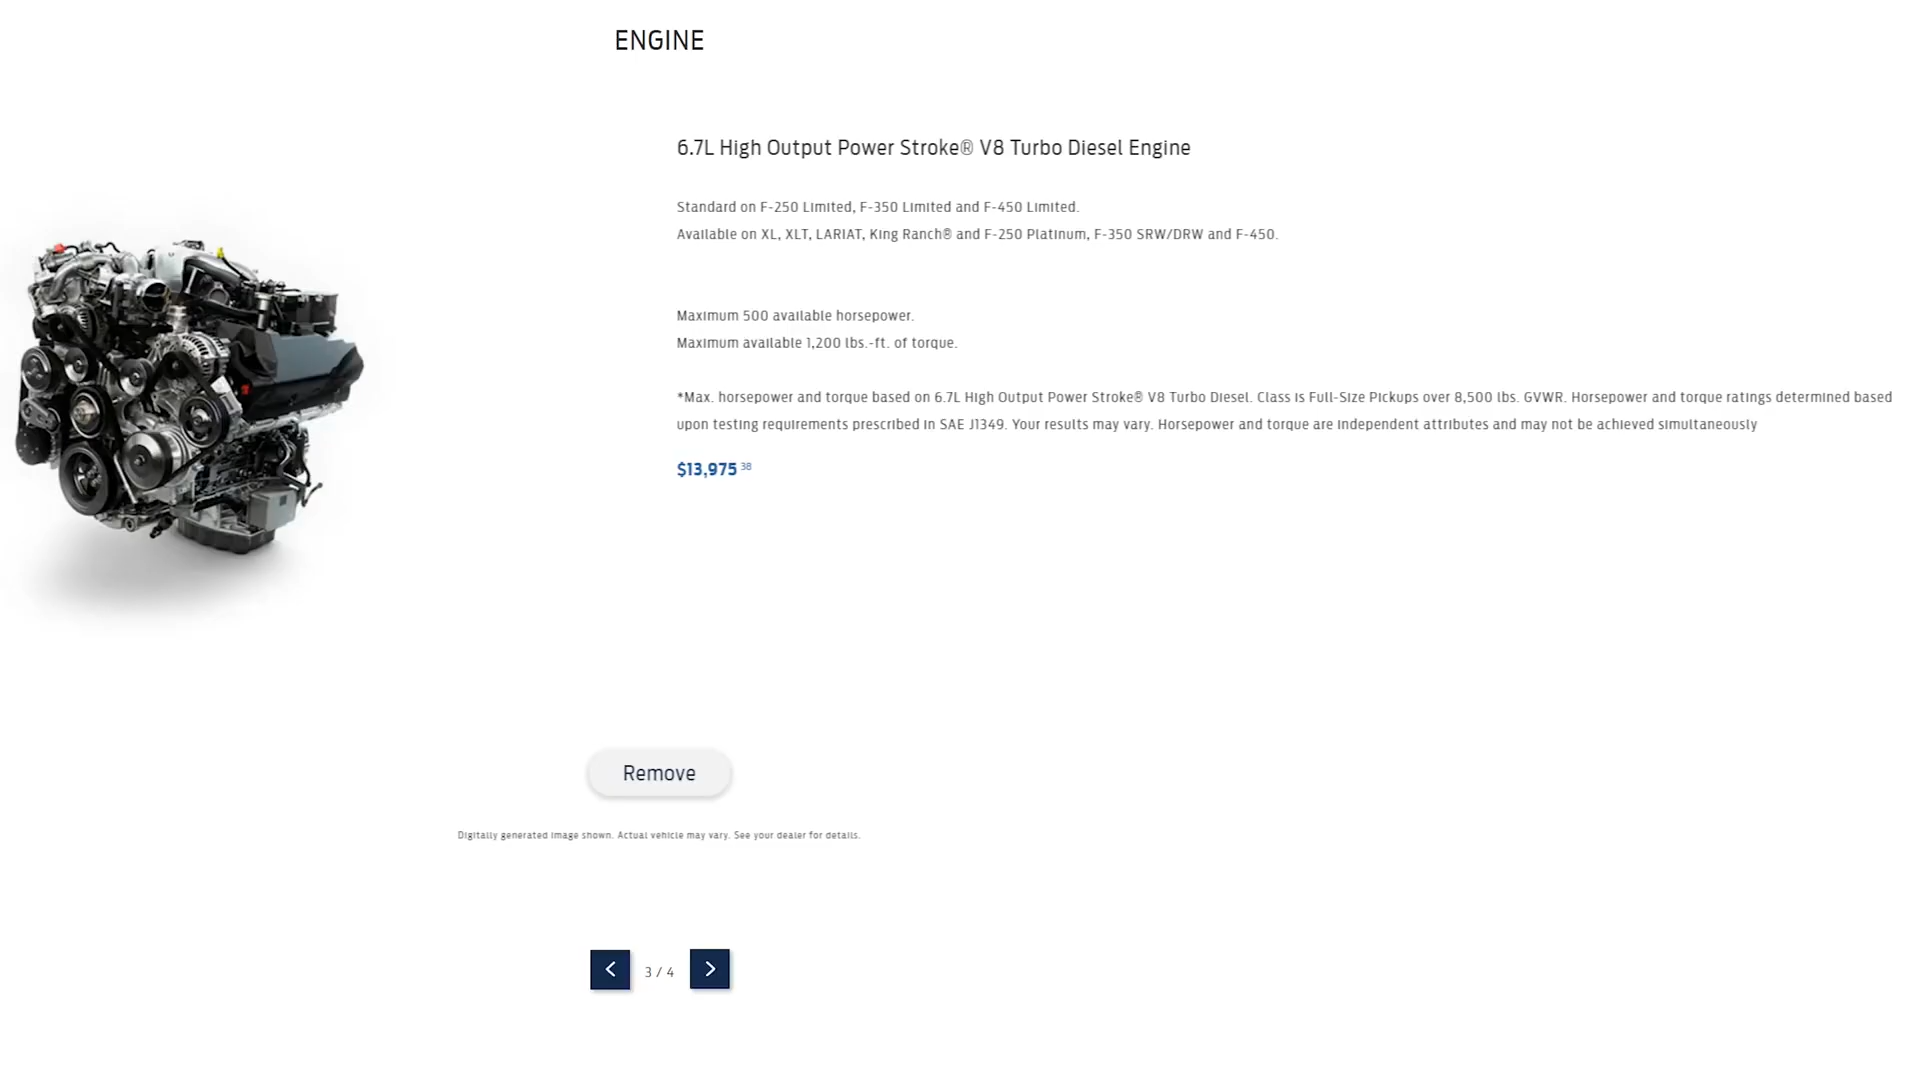 ENGINE
6.7L High Output Power Stroke® V8 Turbo Diesel Engine
Standard on F-250 Limited, F-350 Limited and F-450 Limited.
Available on XL, XLT, LARIAT, King Ranch® and F-250 Platinum, F-350 SRW/DRW and F-450.
Maximum 500 available horsepower.
Maximum available 1,200 lbs.-ft. of torque.
*Max. horsepower and torque based on 6.7L High Output Power Stroke® V8 Turbo Diesel. Class is Full-Size Pickups over 8,500 lbs. GVWR. Horsepower and torque ratings determined based
upon testing requirements prescribed in SAE J1349. Your results may vary. Horsepower and torque are independent attributes and may not be achieved simultaneously
$13,975 38
Remove
Digitally generated image shown. Actual vehicle may vary. See your dealer for details.
3 / 4